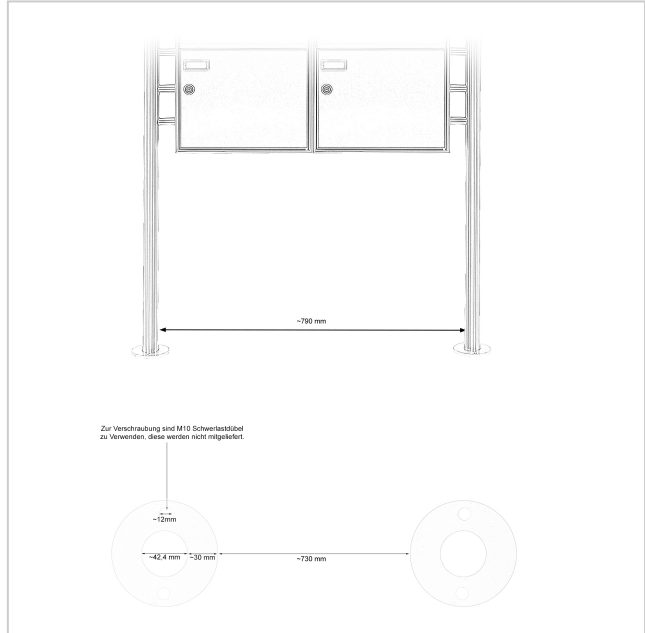 ~790 mm
Zur Verschraubung sind M10 Schwerlastdübel
zu Verwenden, diese werden nicht mitgeliefert.
~12mm
~42,4 mm
~30 mm
~730 mm